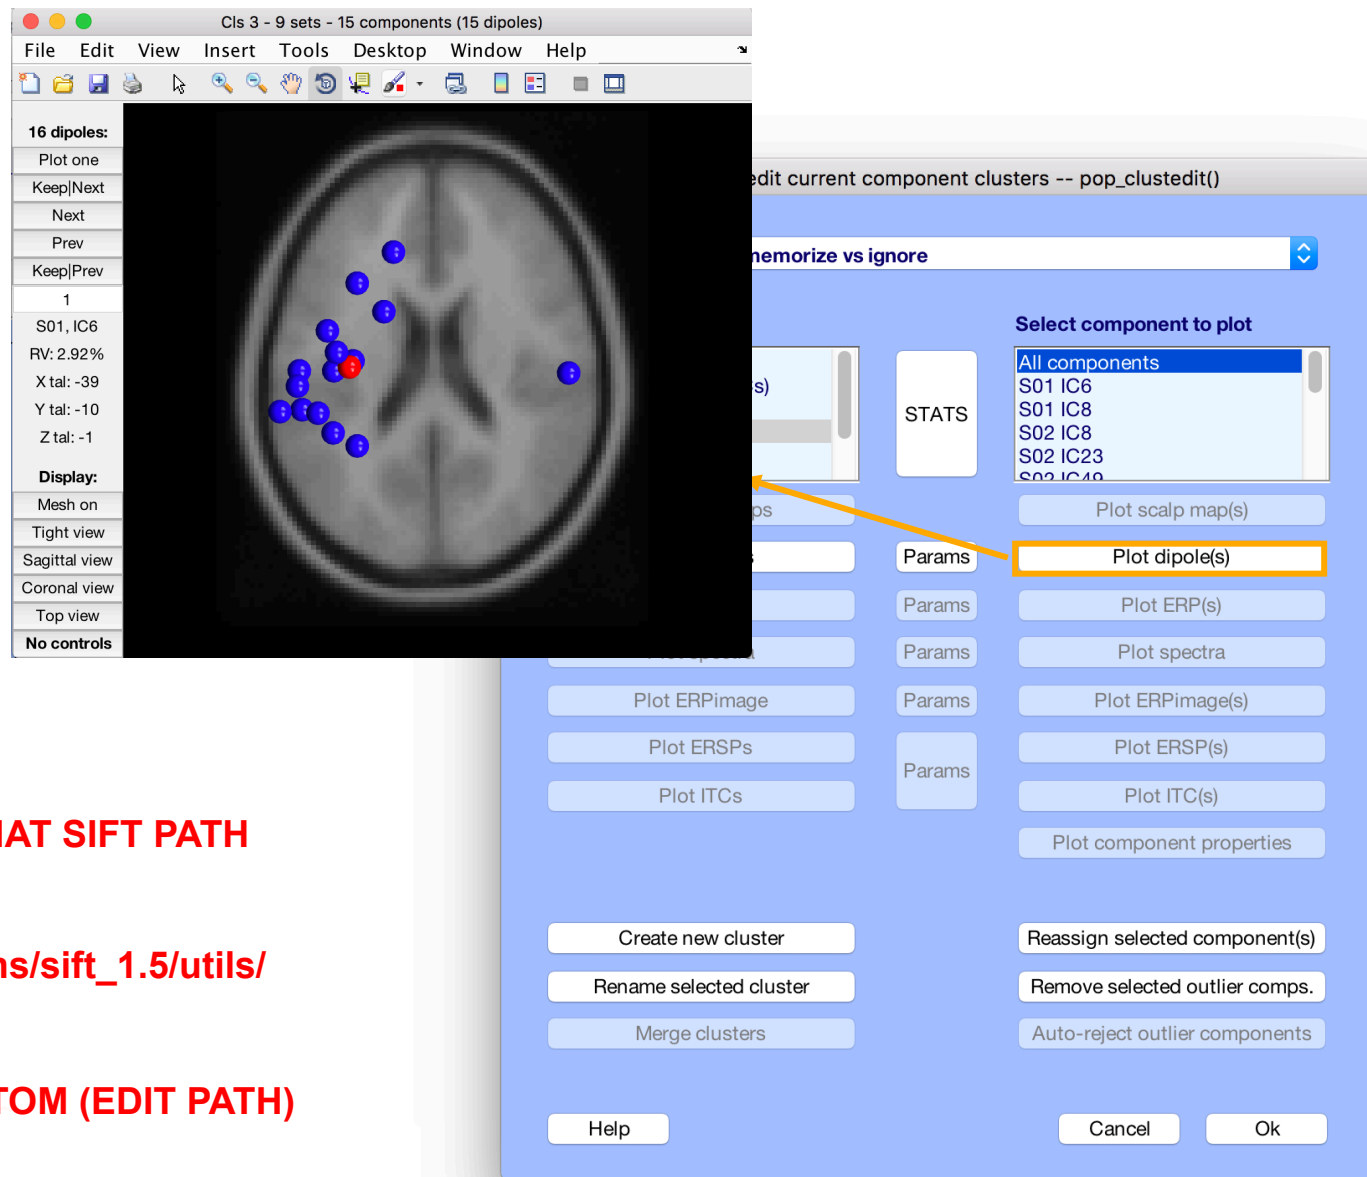 Cls 3 - 9 sets - 15 components (15 dipoles)
File Edit View Insert Tools Desktop Window Help
16 dipoles:
Plot one
Keep|Next
Next
Prev
Keep|Prev
1
S01, IC6
RV: 2.92%
X tal: -39
Y tal: -10
Z tal: -1
Display:
Mesh on
Tight view
Sagittal view
Coronal view
Top view
No controls
edit current component clusters -- pop_clustedit()
memorize vs ignore
Select component to plot
All components
S01 IC6
S01 IC8
S02 IC8
S02 IC23
S02 IC49
s)
STATS
ps
Plot scalp map(s)
s
Params
Plot dipole(s)
Params
Plot ERP(s)
Plot spectra
Params
Plot spectra
Plot ERPimage
Params
Plot ERPimage(s)
Plot ERSPs
Params
Plot ERSP(s)
Plot ITCs
Plot ITC(s)
Plot component properties
Create new cluster
Reassign selected component(s)
Rename selected cluster
Remove selected outlier comps.
Merge clusters
Auto-reject outlier components
Help
Cancel
Ok
HAT SIFT PATH
ns/sift_1.5/utils/
TOM (EDIT PATH)